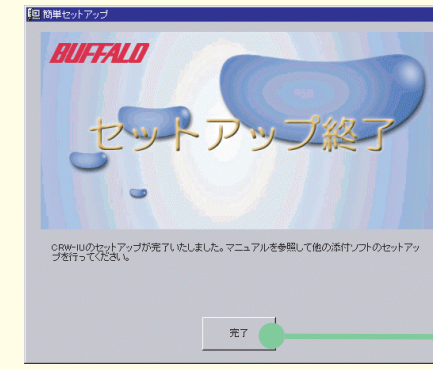 簡単セットアップ
BUFFALO
セットアップ終了
CRW-IUのセットアップが完了いたしました。マニュアルを参照して他の添付ソフトのセットアッ
プを行ってください。
完了